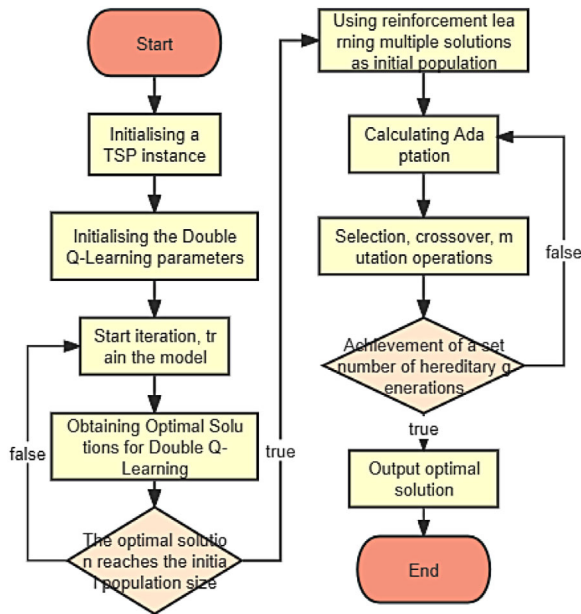 Start
Initialising a
TSP instance
Initialising the Double
Q-Learning parameters
Start iteration, tr
ain the model
Obtaining Optimal Solu
tions for Double Q-
Learning
false
The optimal solutio
n reaches the initia
l population size
true
Using reinforcement lea
rning multiple solutions
as initial population
Calculating Ada
ptation
Selection, crossover, m
utation operations
false
Achievement of a set
number of hereditary g
enerations
true
Output optimal
solution
End